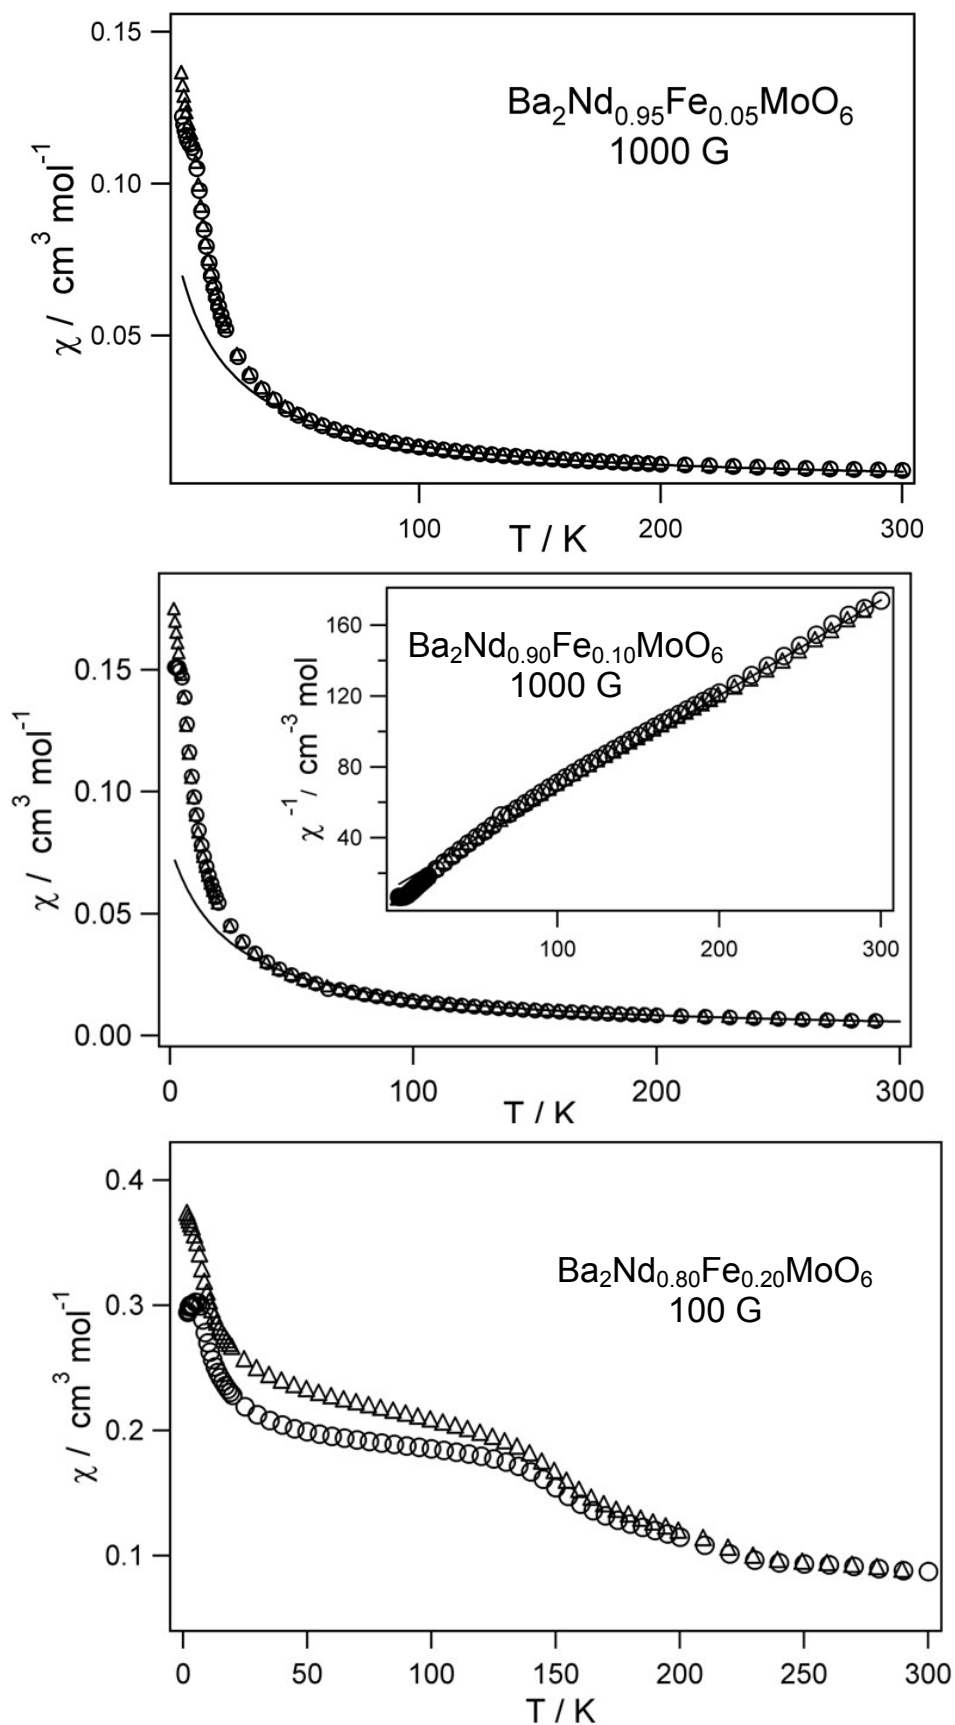 0.15
Ba₂Nd₀.₉₅Fe₀.₀₅MoO₆
1000 G
0.10
χ / cm³ mol⁻¹
0.05
100 200 300
T / K
160
Ba₂Nd₀.₉₀Fe₀.₁₀MoO₆
1000 G
120
χ⁻¹/ cm⁻³ mol
80
40
100 200 300
0.15
0.10
χ / cm³ mol⁻¹
0.05
0.00
0 100 200 300
T / K
0.4
Ba₂Nd₀.₈₀Fe₀.₂₀MoO₆
100 G
0.3
χ / cm³ mol⁻¹
0.2
0.1
0 50 100 150 200 250 300
T / K